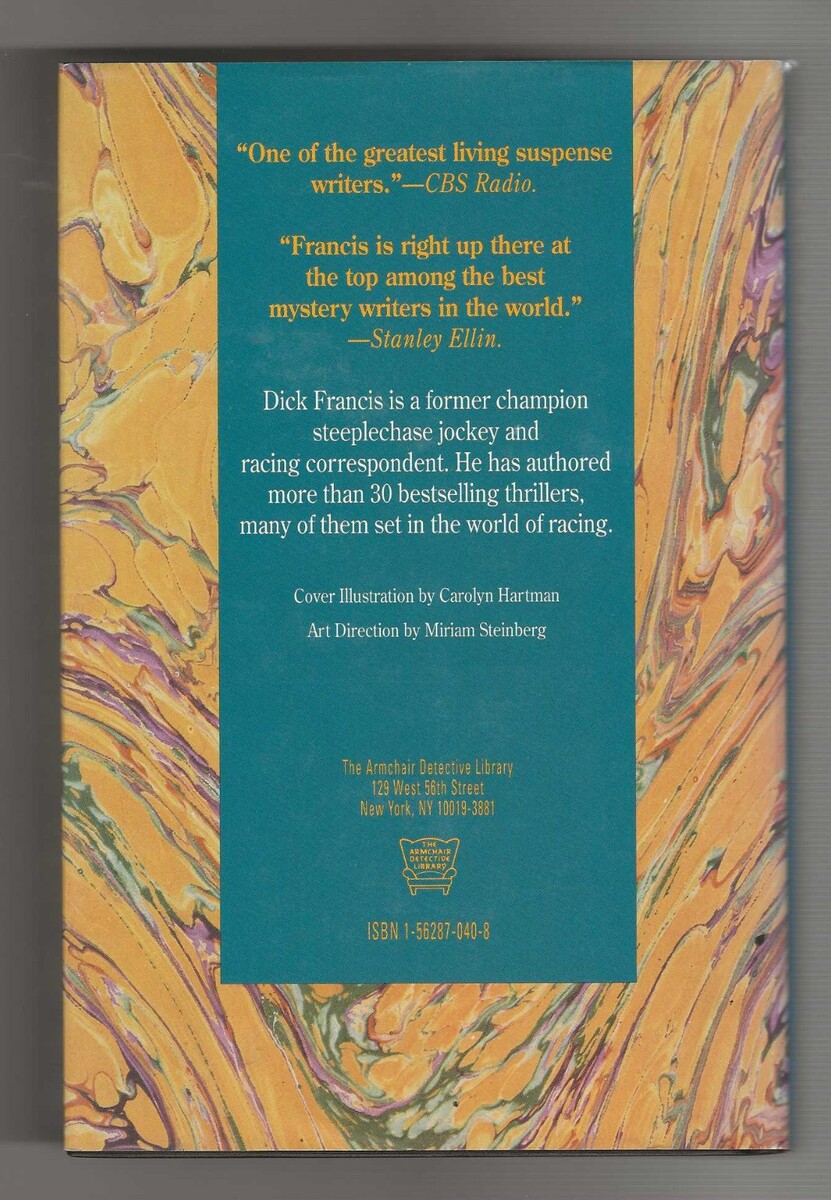 “One of the greatest living suspense
writers.”—CBS Radio.
“Francis is right up there at
the top among the best
mystery writers in the world.”
—Stanley Ellin.
Dick Francis is a former champion
steeplechase jockey and
racing correspondent. He has authored
more than 30 bestselling thrillers,
many of them set in the world of racing.
Cover Illustration by Carolyn Hartman
Art Direction by Miriam Steinberg
The Armchair Detective Library
129 West 56th Street
New York, NY 10019-3881
THE
ARMCHAIR
DETECTIVE
LIBRARY
ISBN 1-56287-040-8